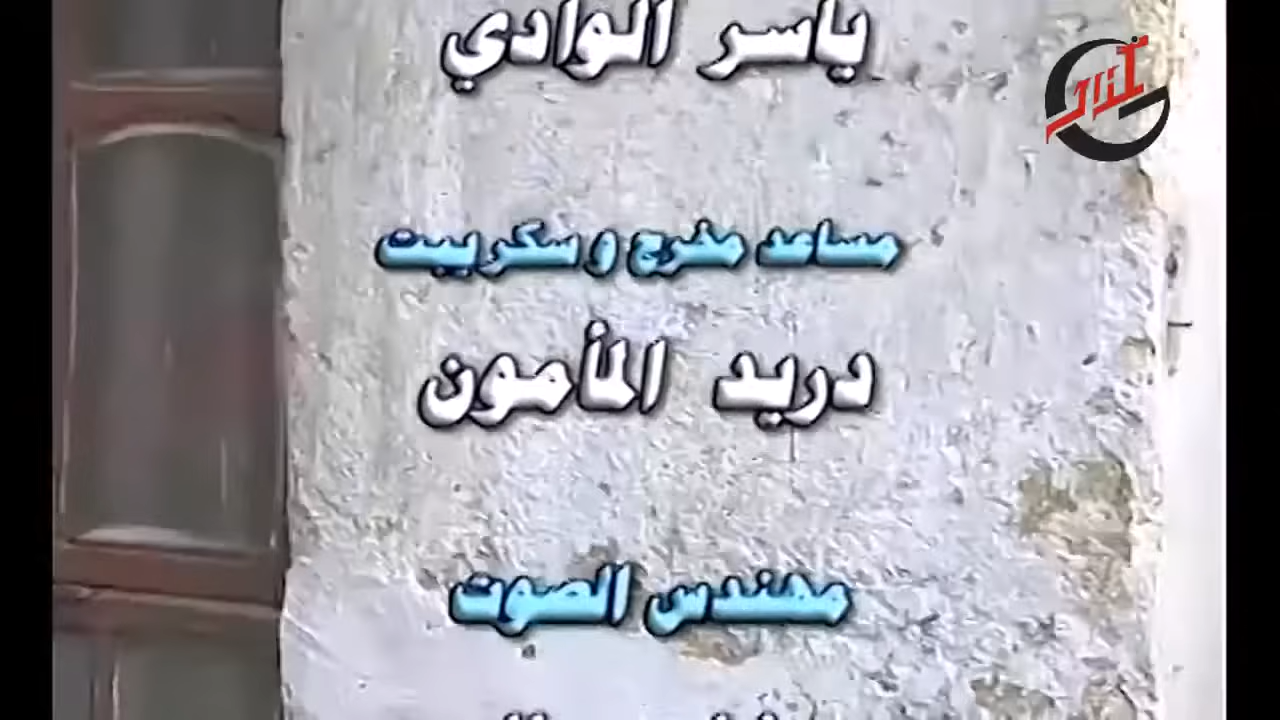 ياسر الوادي
مساعد مخرج و سكريبت
دريد المأمون
مهندس الصوت